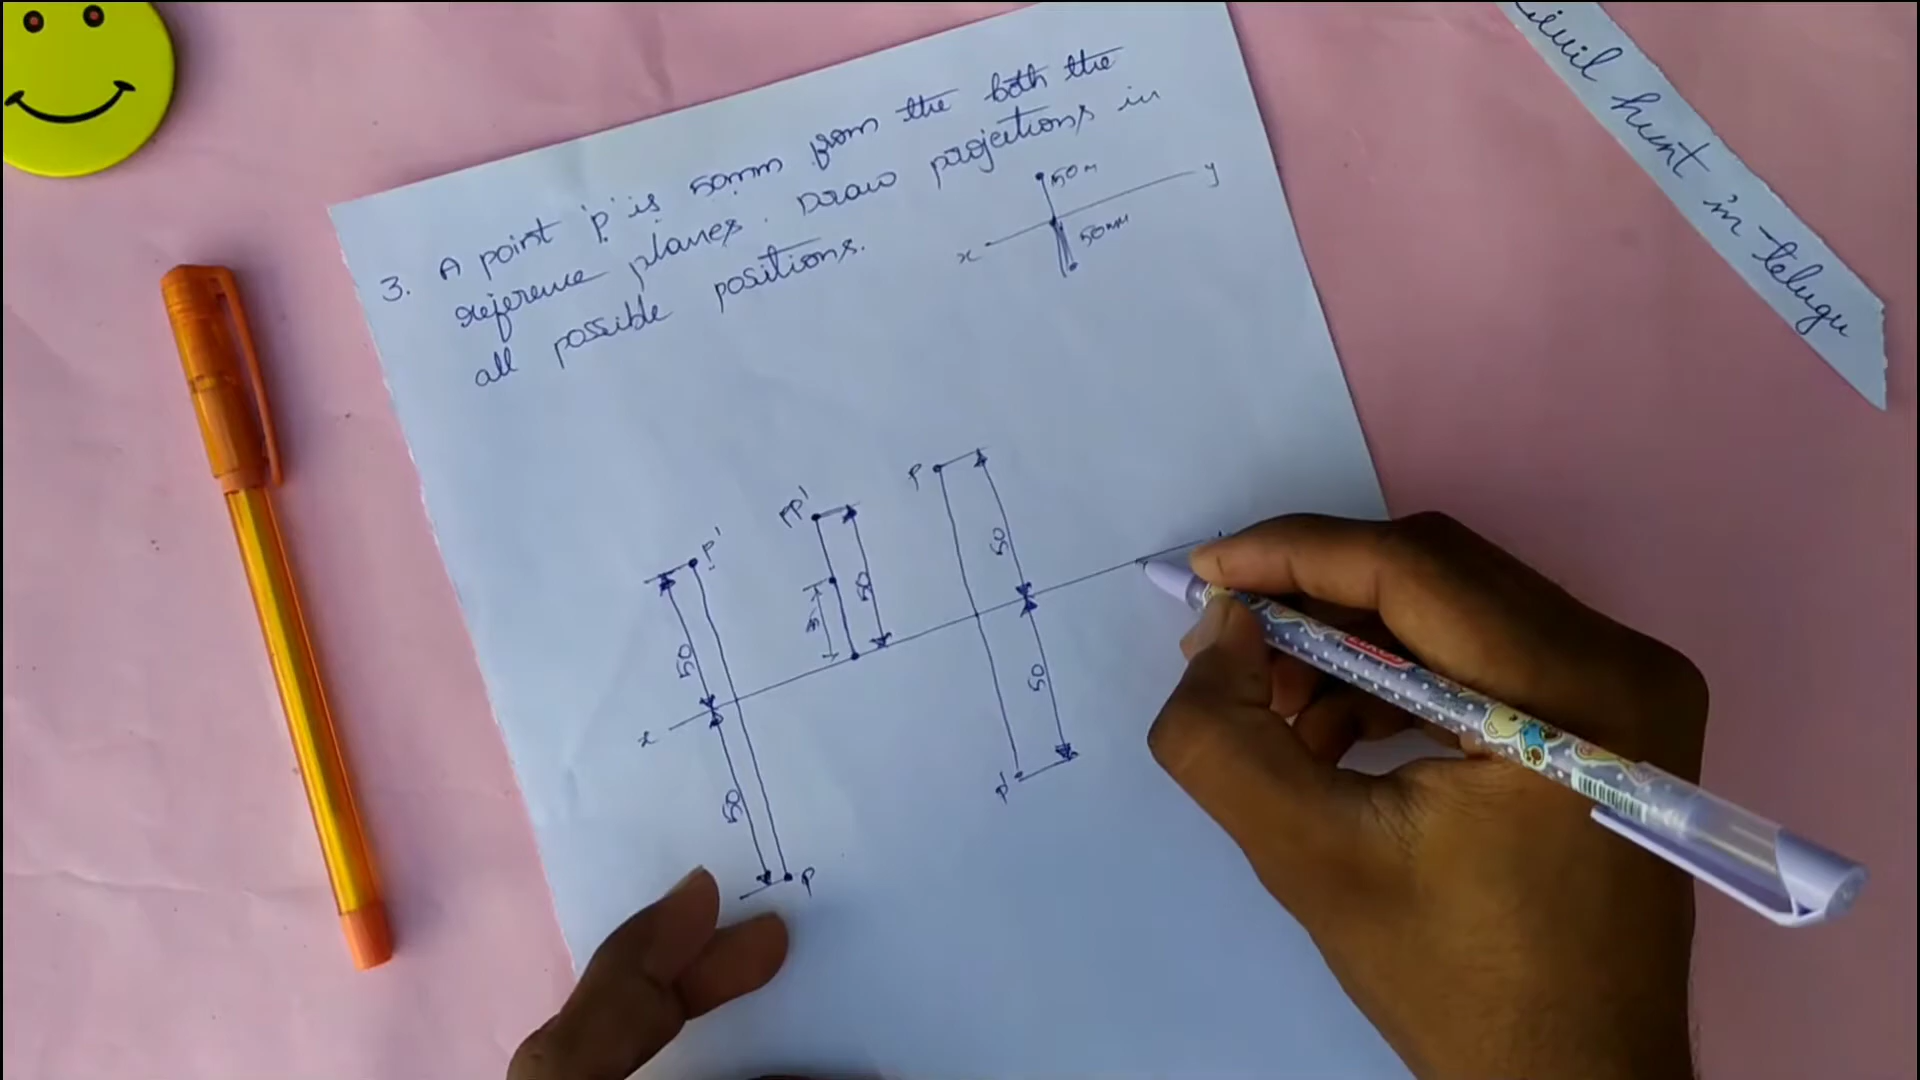 3. A point 'p' is 50mm from the both the
reference planes. Draw projections in
all possible positions.
50m
y
x
50mm
civil hunt in telugu
p'
50
x
50
p
pp'
50
p
50
50
p'